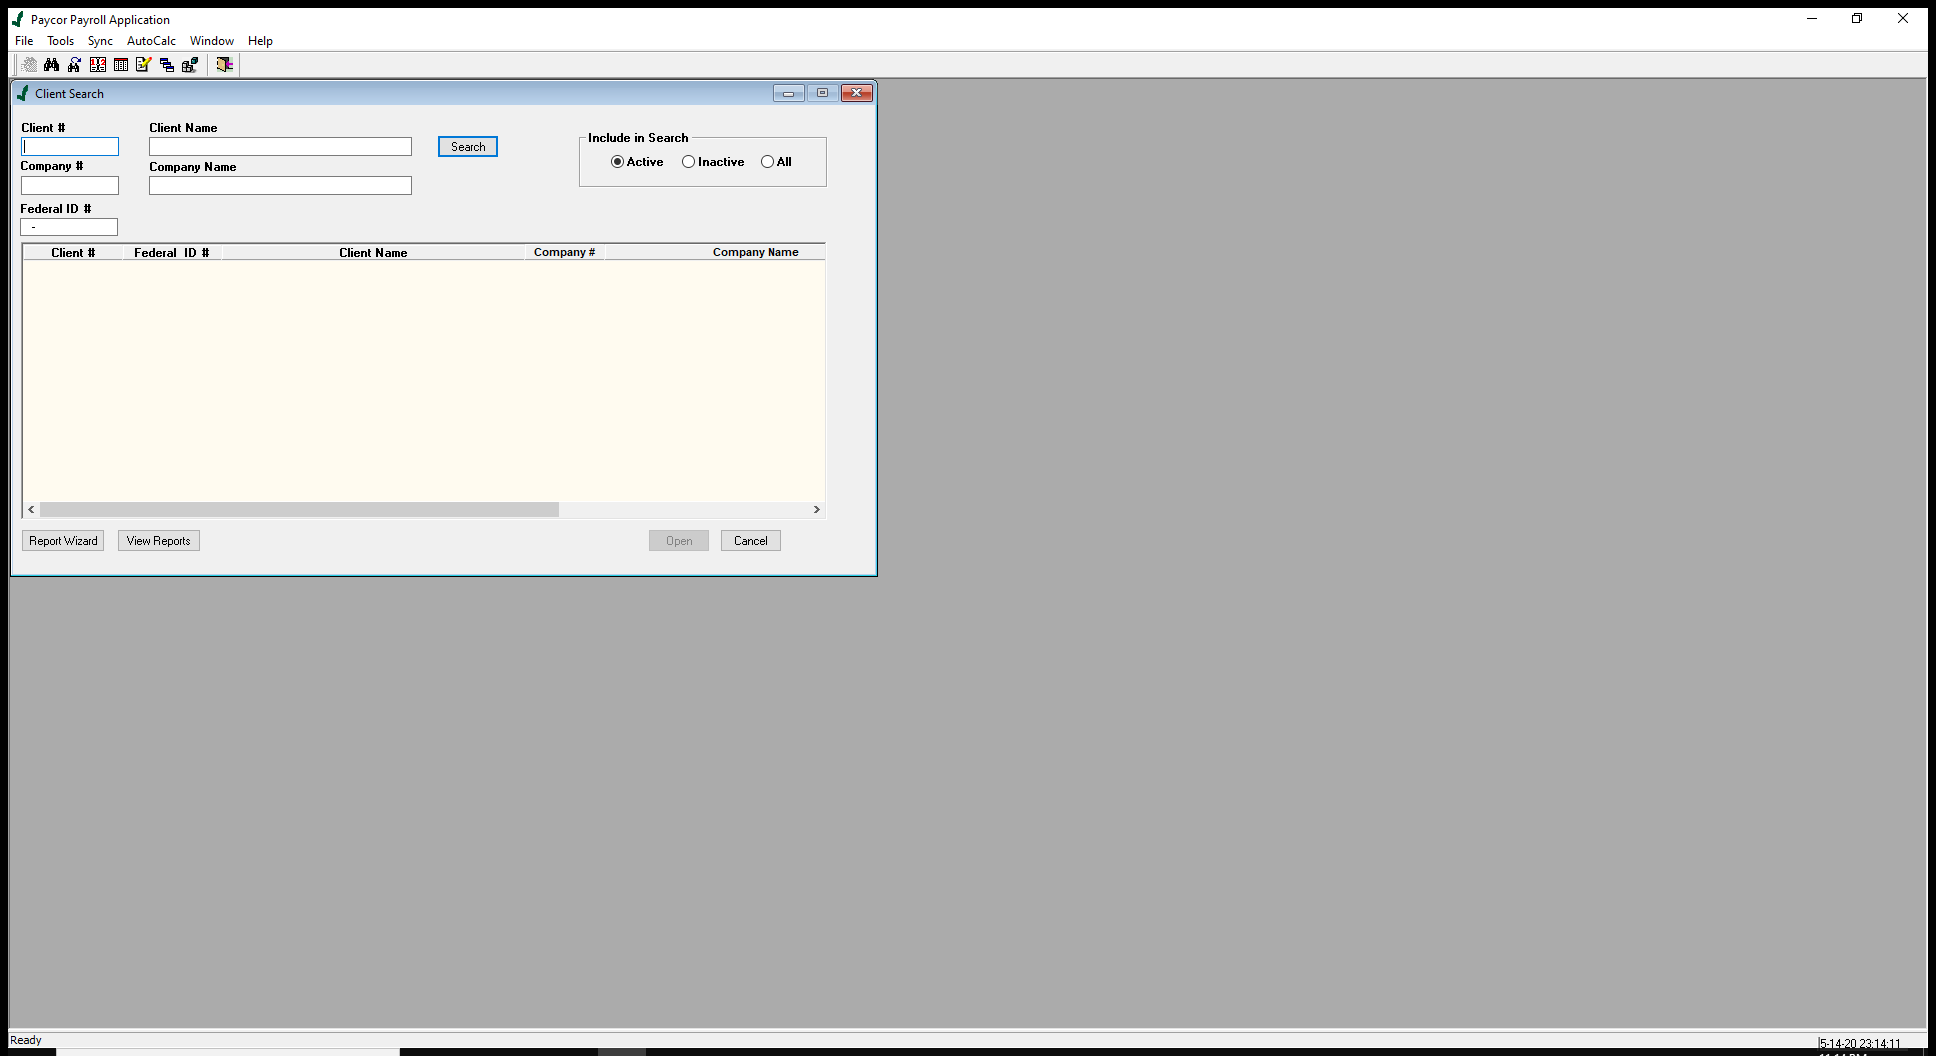 Paycor Payroll Application
File Tools Sync AutoCalc Window Help
Client Search
Client # Client Name
Search
Include in Search
Active Inactive All
Company # Company Name
Federal ID #
-
Client # Federal ID # Client Name Company # Company Name
Report Wizard View Reports Open Cancel
Ready
5-14-20 23:14:11